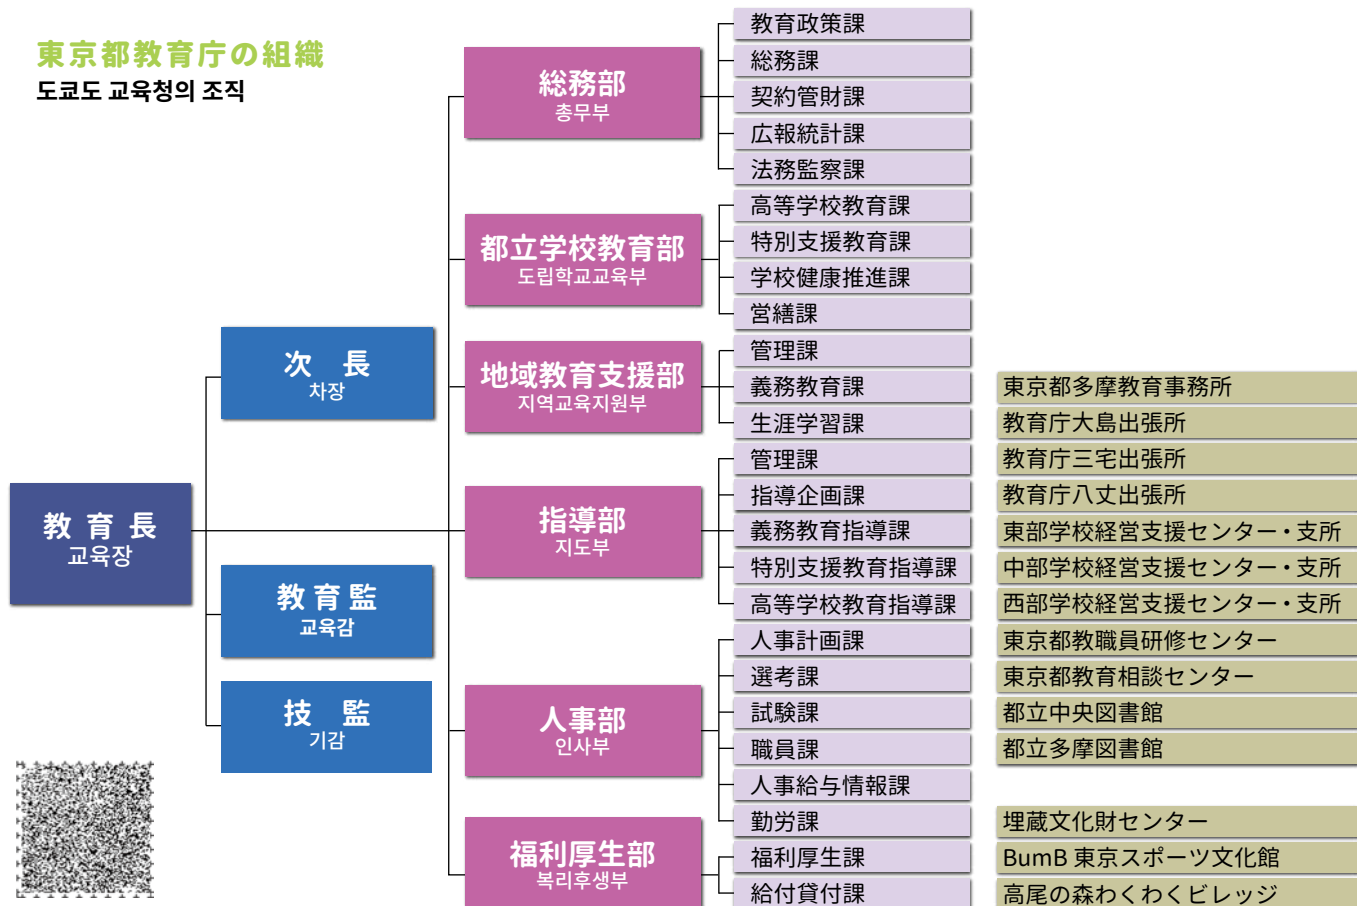 東京都教育庁の組織
도쿄도 교육청의 조직
教育長
교육장
次 長
차장
教育監
교육감
技 監
기감
総務部
총무부
教育政策課
総務課
契約管財課
広報統計課
法務監察課
都立学校教育部
도립학교교육부
高等学校教育課
特別支援教育課
学校健康推進課
営繕課
地域教育支援部
지역교육지원부
管理課
義務教育課
生涯学習課
指導部
지도부
管理課
指導企画課
義務教育指導課
特別支援教育指導課
高等学校教育指導課
人事部
인사부
人事計画課
選考課
試験課
職員課
人事給与情報課
勤労課
福利厚生部
복리후생부
福利厚生課
給付貸付課
東京都多摩教育事務所
教育庁大島出張所
教育庁三宅出張所
教育庁八丈出張所
東部学校経営支援センター・支所
中部学校経営支援センター・支所
西部学校経営支援センター・支所
東京都教職員研修センター
東京都教育相談センター
都立中央図書館
都立多摩図書館
埋蔵文化財センター
BumB 東京スポーツ文化館
高尾の森わくわくビレッジ